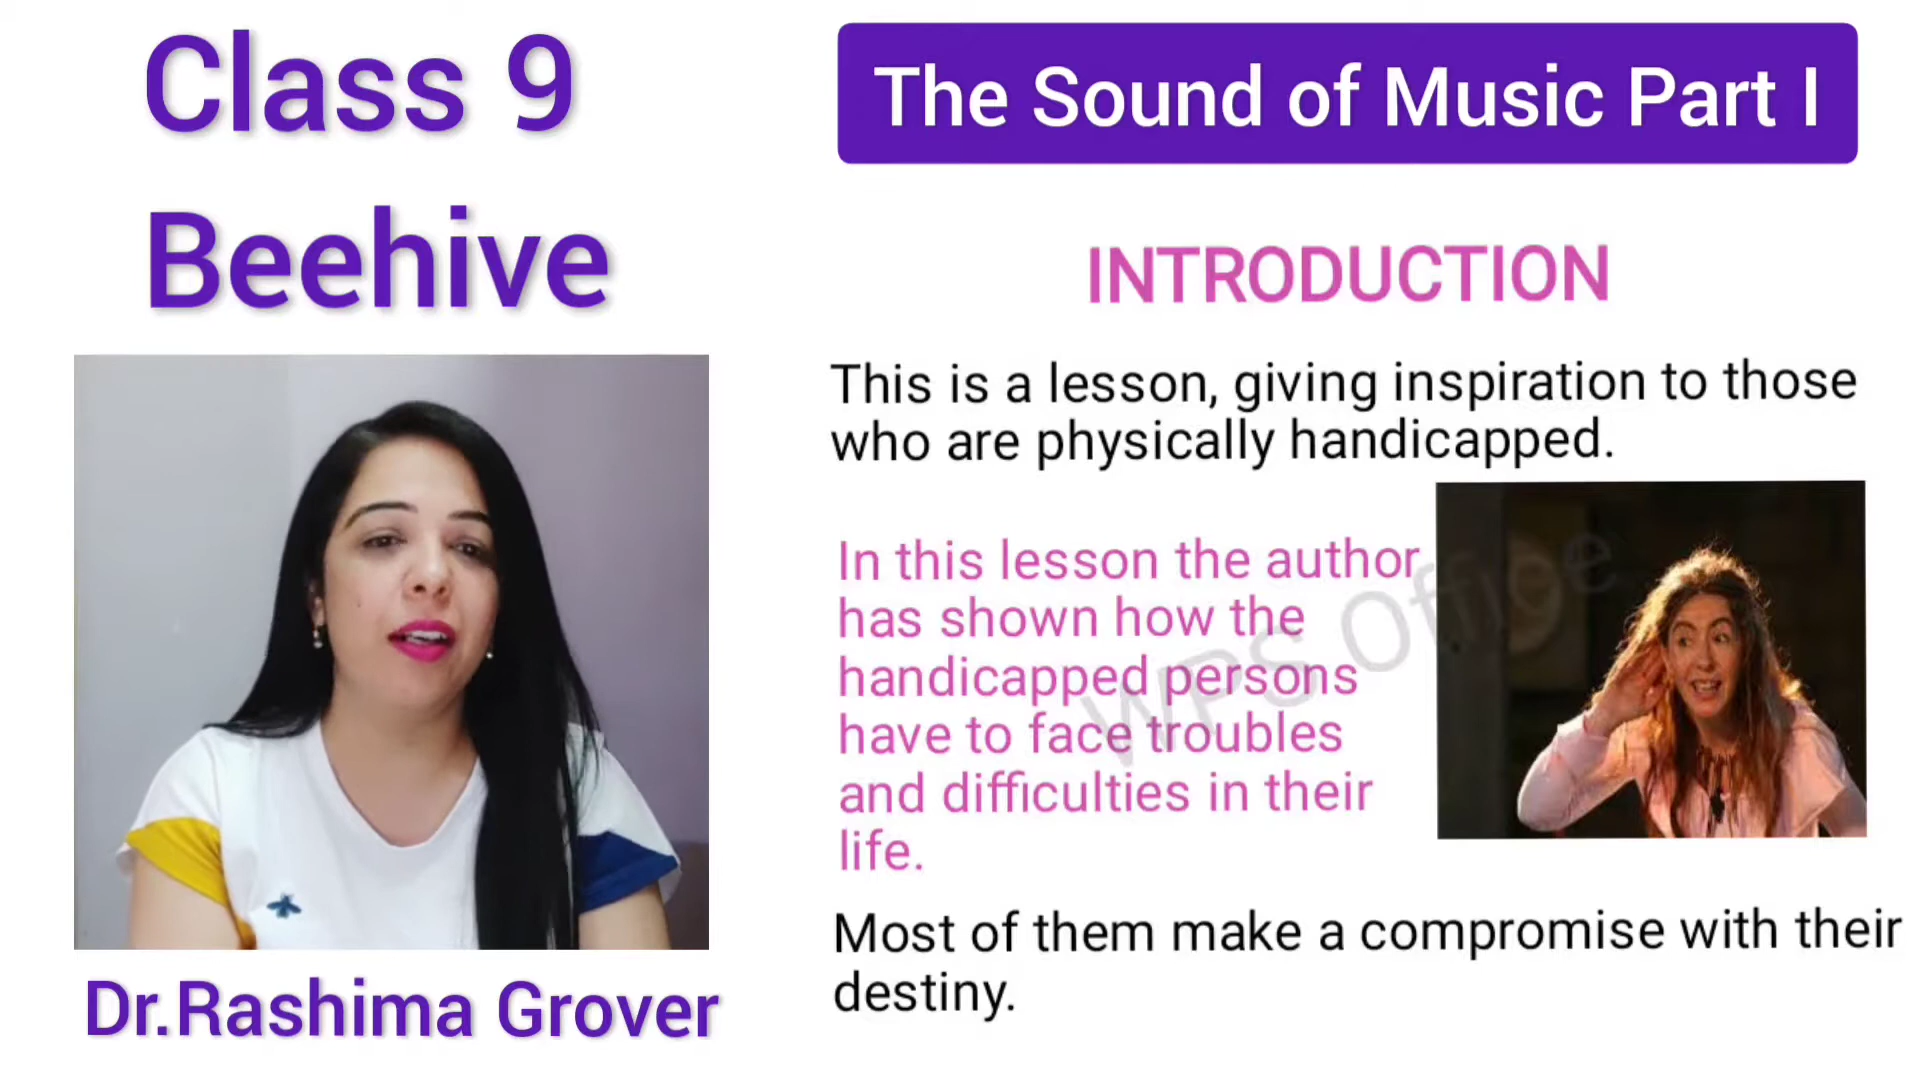 Class 9
Beehive
Dr.Rashima Grover
The Sound of Music Part I
INTRODUCTION
This is a lesson, giving inspiration to those
who are physically handicapped.
In this lesson the author
has shown how the
handicapped persons
have to face troubles
and difficulties in their
life.
WPS Office
Most of them make a compromise with their
destiny.